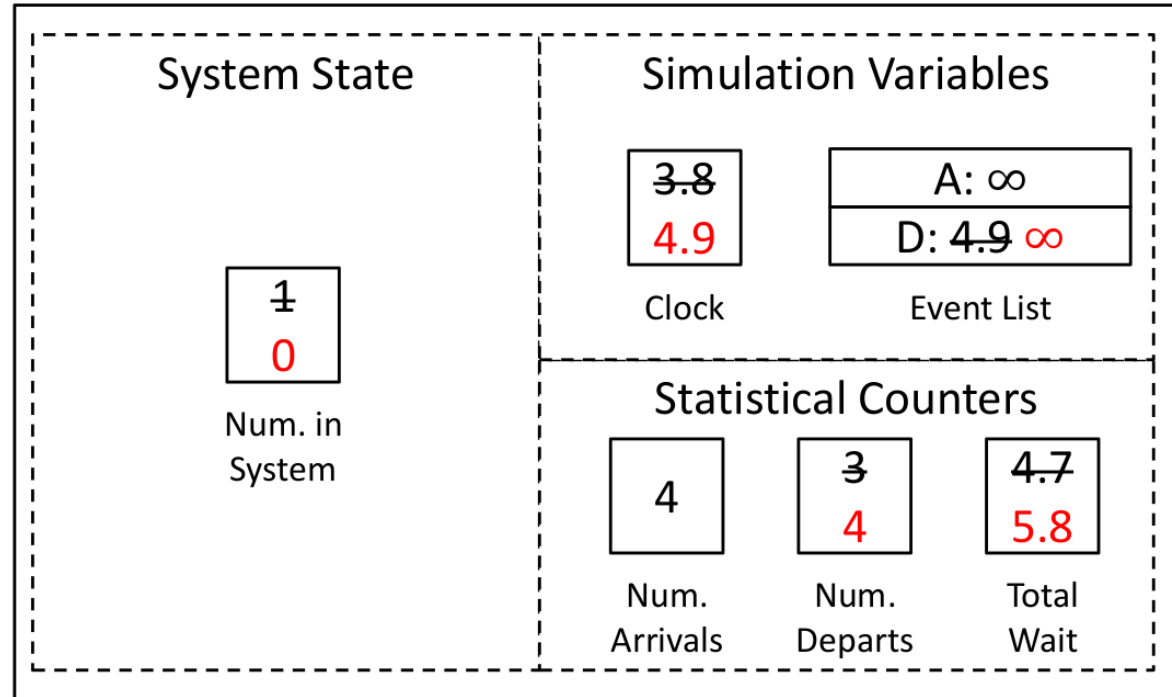 System State
1
0
Num. in
System
Simulation Variables
3.8
4.9
Clock
A: ∞
D: 4.9 ∞
Event List
Statistical Counters
4
Num.
Arrivals
3
4
Num.
Departs
4.7
5.8
Total
Wait